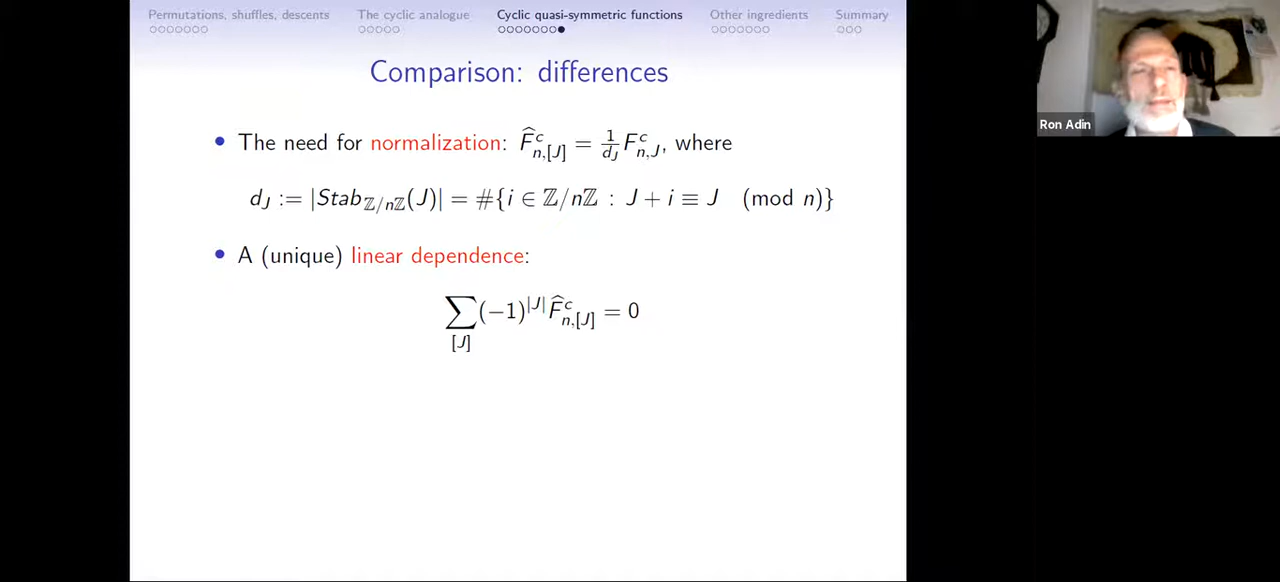 Permutations, shuffles, descents The cyclic analogue Cyclic quasi-symmetric functions Other ingredients Summary
Comparison: differences
• The need for normalization: F̂ᶜₙ,[J] = 1/d_J Fᶜₙ,J, where
d_J := |Stab_ℤ/nℤ(J)| = #{i ∈ ℤ/nℤ : J + i ≡ J (mod n)}
• A (unique) linear dependence:
∑_[J] (−1)^|J| F̂ᶜₙ,[J] = 0
Ron Adin